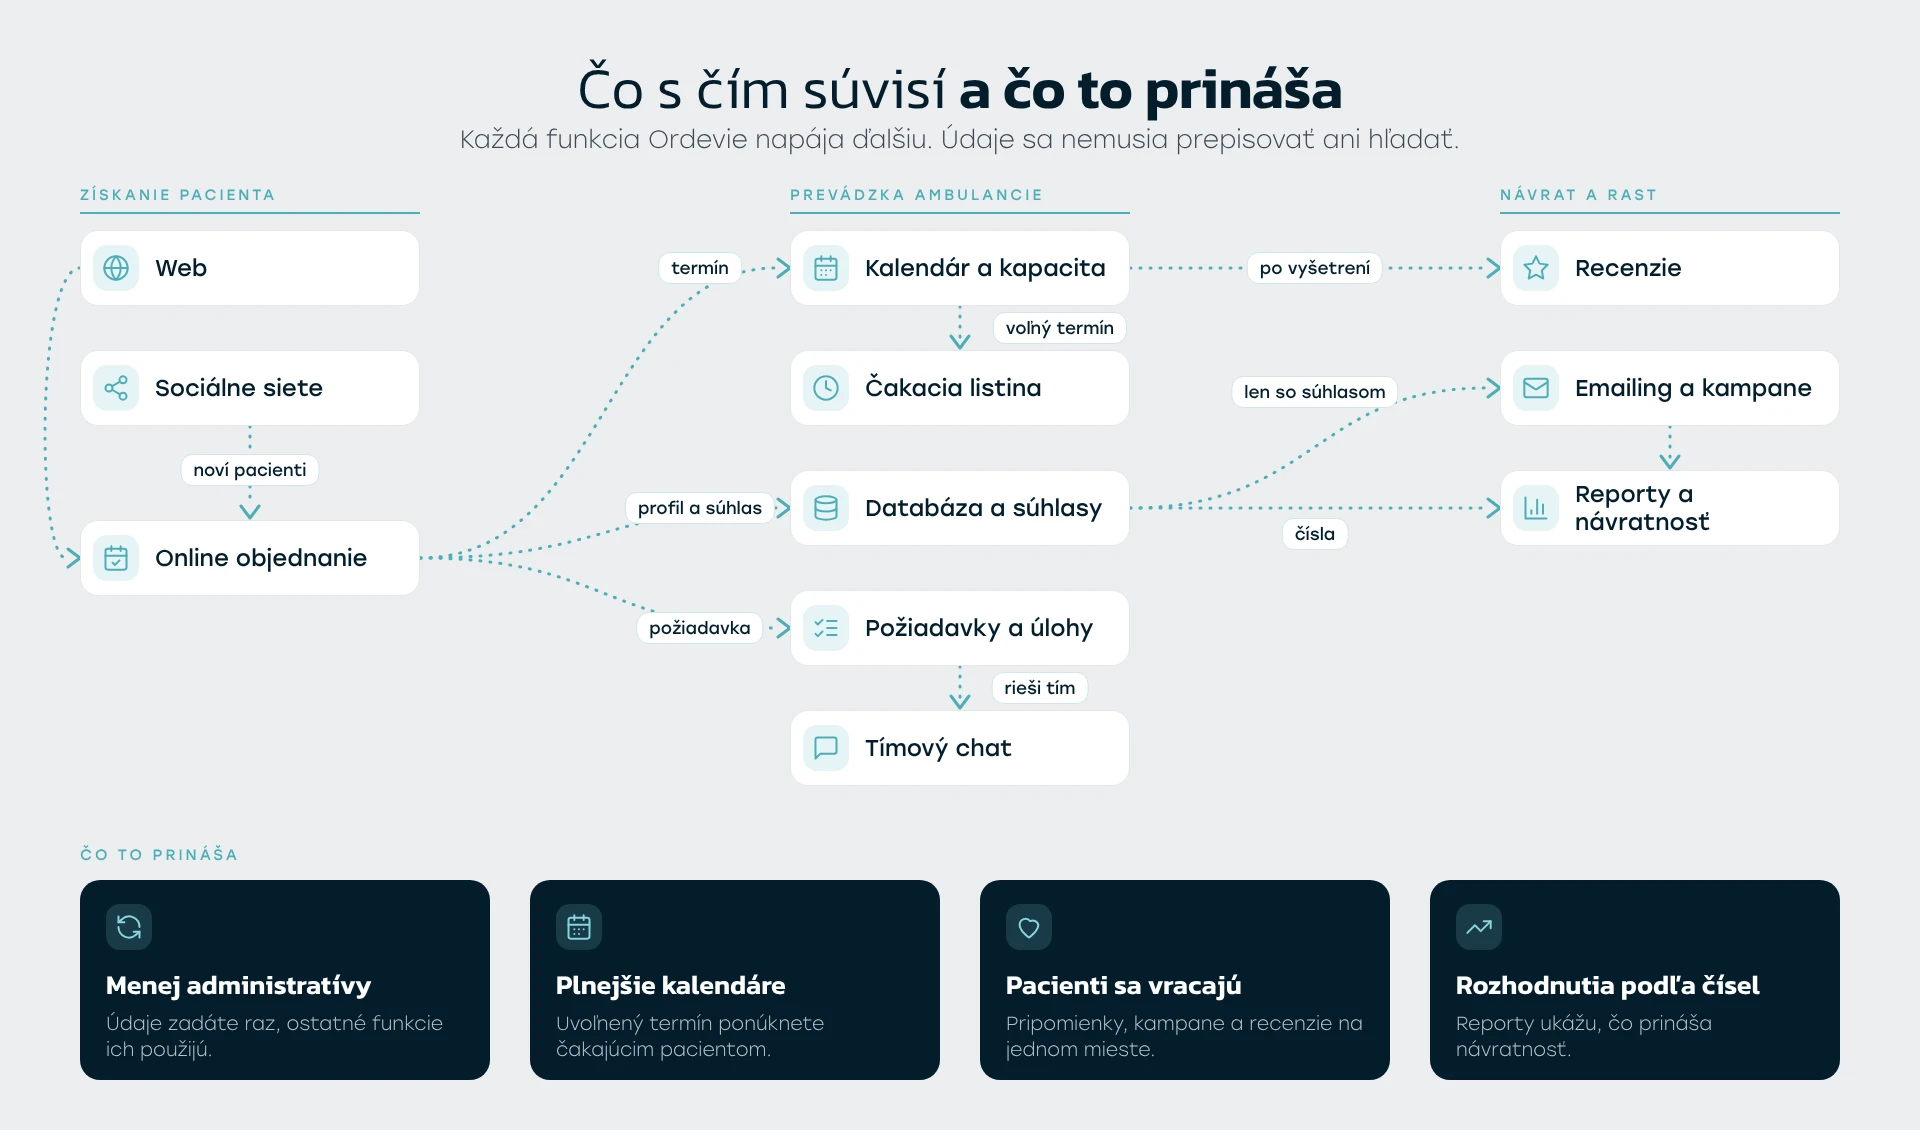 Čo s čím súvisí a čo to prináša
Každá funkcia Ordevie napája ďalšiu. Údaje sa nemusia prepisovať ani hľadať.
ZÍSKANIE PACIENTA
Web
Sociálne siete
noví pacienti
Online objednanie
termín
profil a súhlas
požiadavka
PREVÁDZKA AMBULANCIE
Kalendár a kapacita
voľný termín
Čakacia listina
Databáza a súhlasy
Požiadavky a úlohy
rieši tím
Tímový chat
po vyšetrení
len so súhlasom
čísla
NÁVRAT A RAST
Recenzie
Emailing a kampane
Reporty a
návratnosť
ČO TO PRINÁŠA
Menej administratívy
Údaje zadáte raz, ostatné funkcie
ich použijú.
Plnejšie kalendáre
Uvoľnený termín ponúknete
čakajúcim pacientom.
Pacienti sa vracajú
Pripomienky, kampane a recenzie na
jednom mieste.
Rozhodnutia podľa čísel
Reporty ukážu, čo prináša
návratnosť.